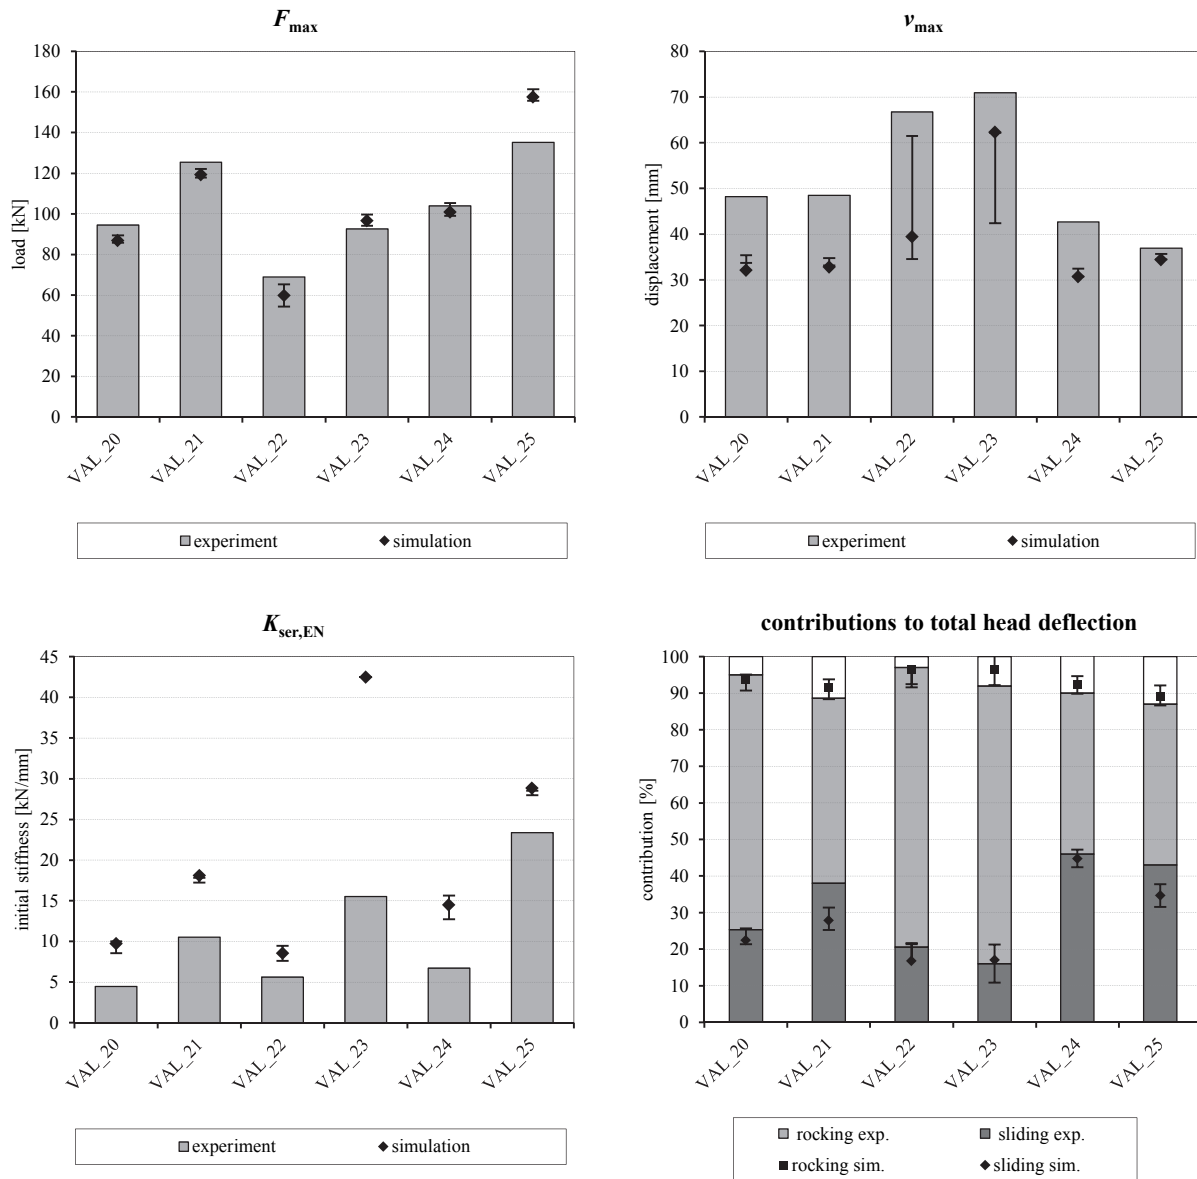 F_max
load [kN]
180
160
140
120
100
80
60
40
20
0
VAL_20 VAL_21 VAL_22 VAL_23 VAL_24 VAL_25
experiment simulation
v_max
displacement [mm]
80
70
60
50
40
30
20
10
0
VAL_20 VAL_21 VAL_22 VAL_23 VAL_24 VAL_25
experiment simulation
K_ser,EN
initial stiffness [kN/mm]
45
40
35
30
25
20
15
10
5
0
VAL_20 VAL_21 VAL_22 VAL_23 VAL_24 VAL_25
experiment simulation
contributions to total head deflection
contribution [%]
100
90
80
70
60
50
40
30
20
10
0
VAL_20 VAL_21 VAL_22 VAL_23 VAL_24 VAL_25
rocking exp. sliding exp.
rocking sim. sliding sim.